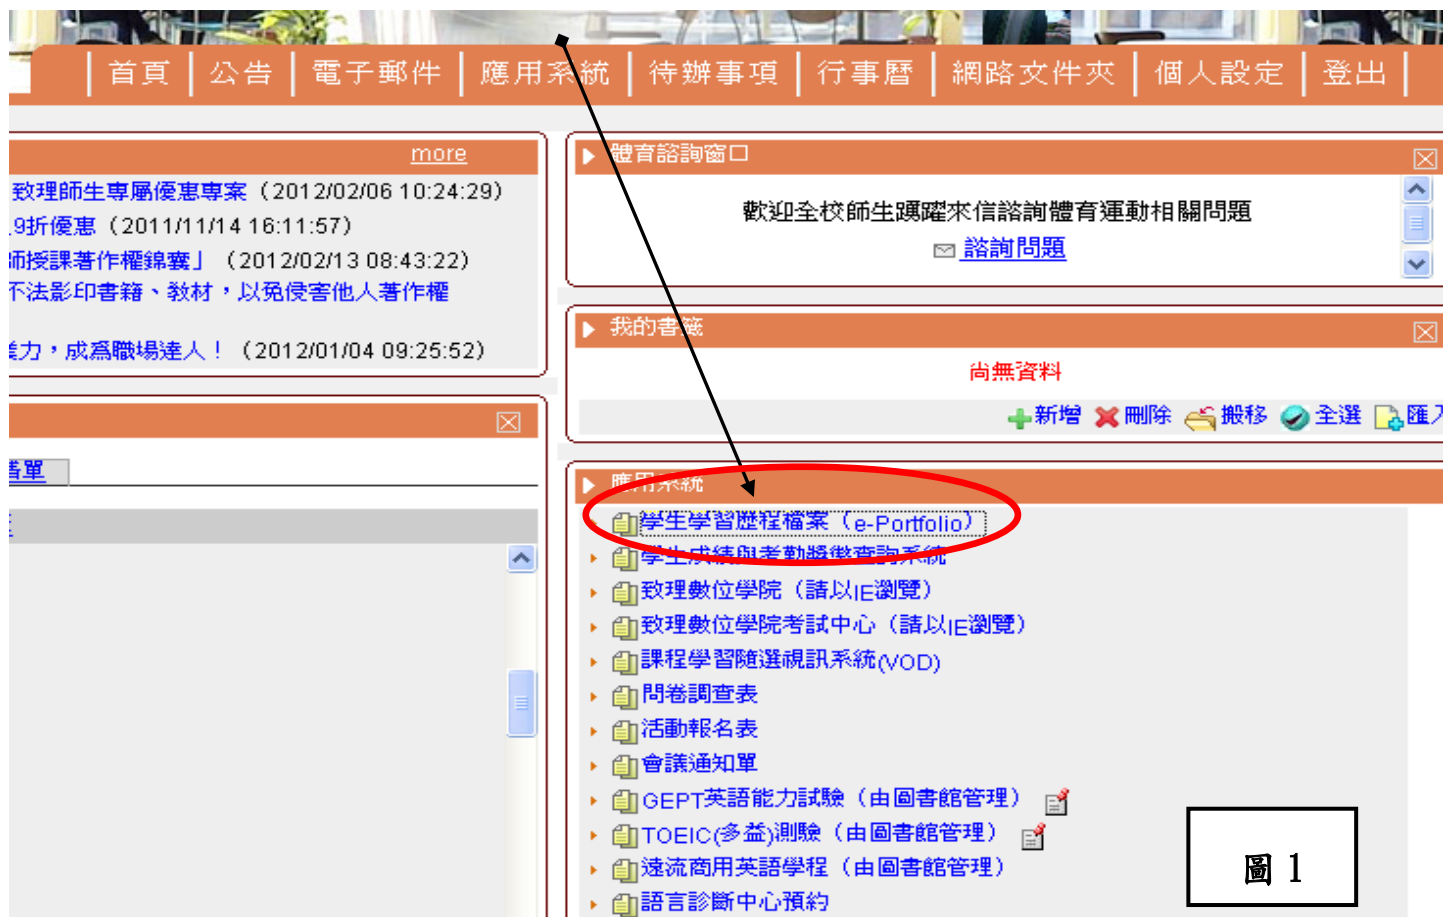 首頁 公告 電子郵件 應用系統 待辦事項 行事曆 網路文件夾 個人設定 登出
more
致理師生專屬優惠專案 (2012/02/06 10:24:29)
9折優惠 (2011/11/14 16:11:57)
師授課著作權錦囊」 (2012/02/13 08:43:22)
不法影印書籍、教材，以免侵害他人著作權
力，成為職場達人！ (2012/01/04 09:25:52)
單
體育諮詢窗口
歡迎全校師生踴躍來信諮詢體育運動相關問題
諮詢問題
我的書籤
尚無資料
新增 刪除 搬移 全選 匯入
應用系統
學生學習歷程檔案（e-Portfolio）
學生成績與考勤獎懲查詢系統
致理數位學院（請以IE瀏覽）
致理數位學院考試中心（請以IE瀏覽）
課程學習隨選視訊系統(VOD)
問卷調查表
活動報名表
會議通知單
GEPT英語能力試驗（由圖書館管理）
TOEIC(多益)測驗（由圖書館管理）
遠流商用英語學程（由圖書館管理）
語言診斷中心預約
圖 1